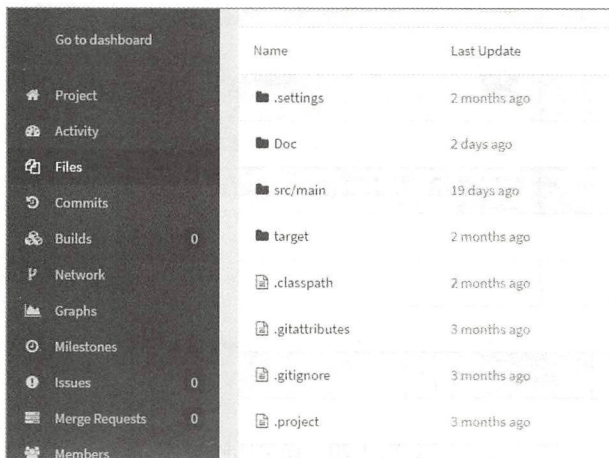 Go to dashboard
Project
Activity
Files
Commits
Builds 0
Network
Graphs
Milestones
Issues 0
Merge Requests 0
Members
Name Last Update
.settings 2 months ago
Doc 2 days ago
src/main 19 days ago
target 2 months ago
.classpath 2 months ago
.gitattributes 3 months ago
.gitignore 3 months ago
.project 3 months ago